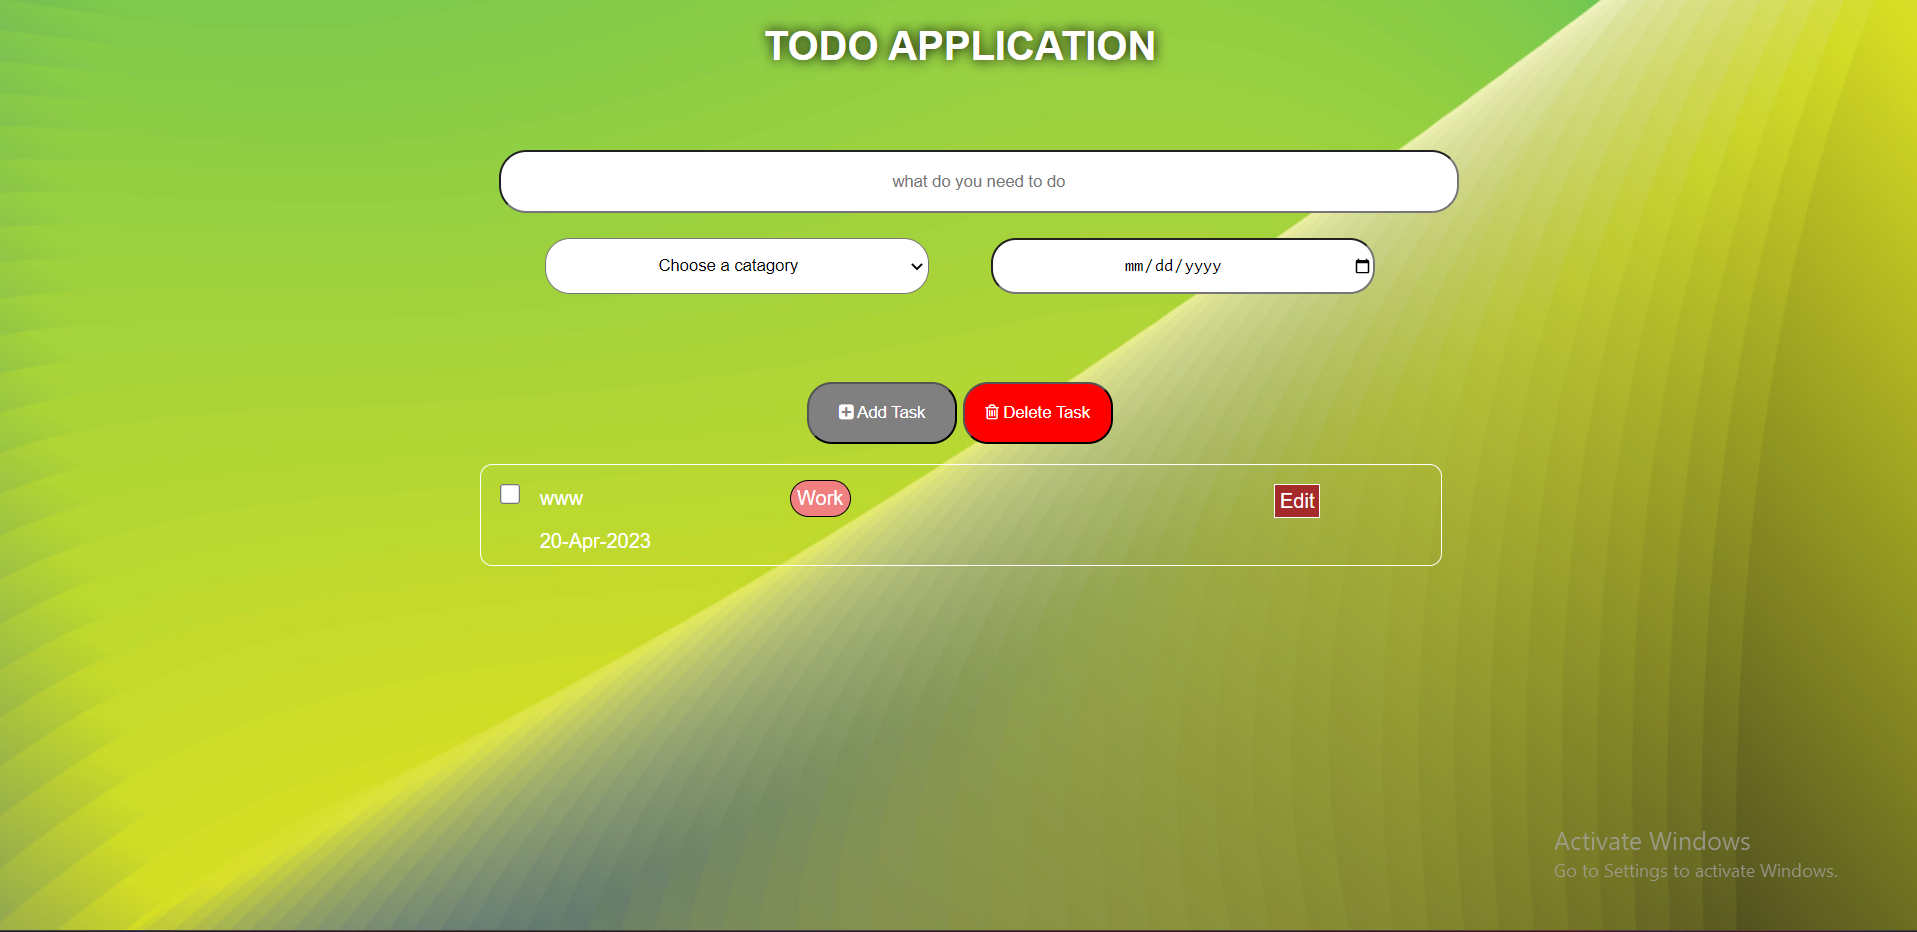 TODO APPLICATION
what do you need to do
Choose a catagory
mm/dd/yyyy
Add Task
Delete Task
www
Work
Edit
20-Apr-2023
Activate Windows
Go to Settings to activate Windows.